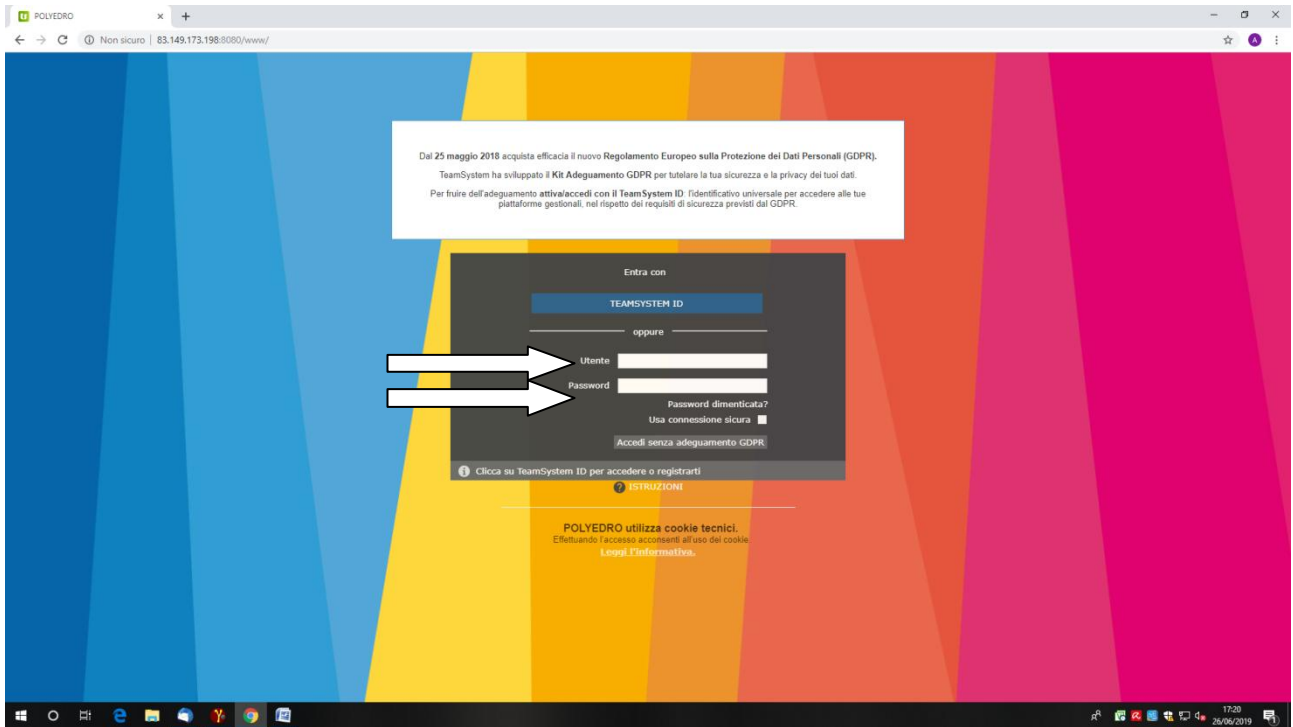 POLYEDRO
Non sicuro | 83.149.173.198:8080/www/
A
Dal 25 maggio 2018 acquista efficacia il nuovo Regolamento Europeo sulla Protezione dei Dati Personali (GDPR).
TeamSystem ha sviluppato il Kit Adeguamento GDPR per tutelare la tua sicurezza e la privacy dei tuoi dati.
Per fruire dell'adeguamento attiva/accedi con il TeamSystem ID: l'identificativo universale per accedere alle tue
piattaforme gestionali, nel rispetto dei requisiti di sicurezza previsti dal GDPR.
Entra con
TEAMSYSTEM ID
oppure
Utente
Password
Password dimenticata?
Usa connessione sicura
Accedi senza adeguamento GDPR
Clicca su TeamSystem ID per accedere o registrarti
ISTRUZIONI
POLYEDRO utilizza cookie tecnici.
Effettuando l'accesso acconsenti all'uso dei cookie.
Leggi l'informativa.
17:20
26/06/2019